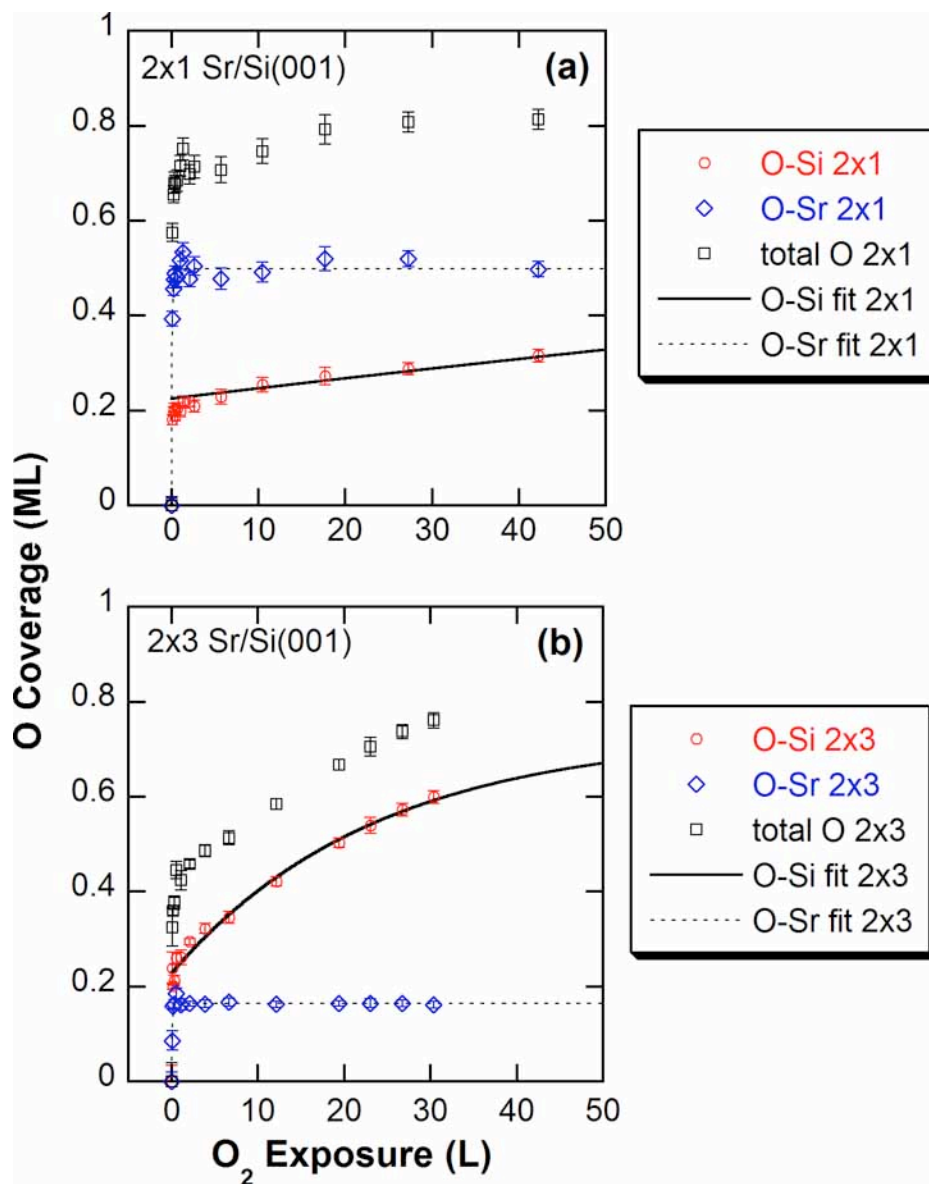 2x1 Sr/Si(001)
(a)
1
0.8
0.6
0.4
0.2
0
0 10 20 30 40 50
O-Si 2x1
O-Sr 2x1
total O 2x1
O-Si fit 2x1
O-Sr fit 2x1
O Coverage (ML)
2x3 Sr/Si(001)
(b)
1
0.8
0.6
0.4
0.2
0
0 10 20 30 40 50
O-Si 2x3
O-Sr 2x3
total O 2x3
O-Si fit 2x3
O-Sr fit 2x3
O₂ Exposure (L)